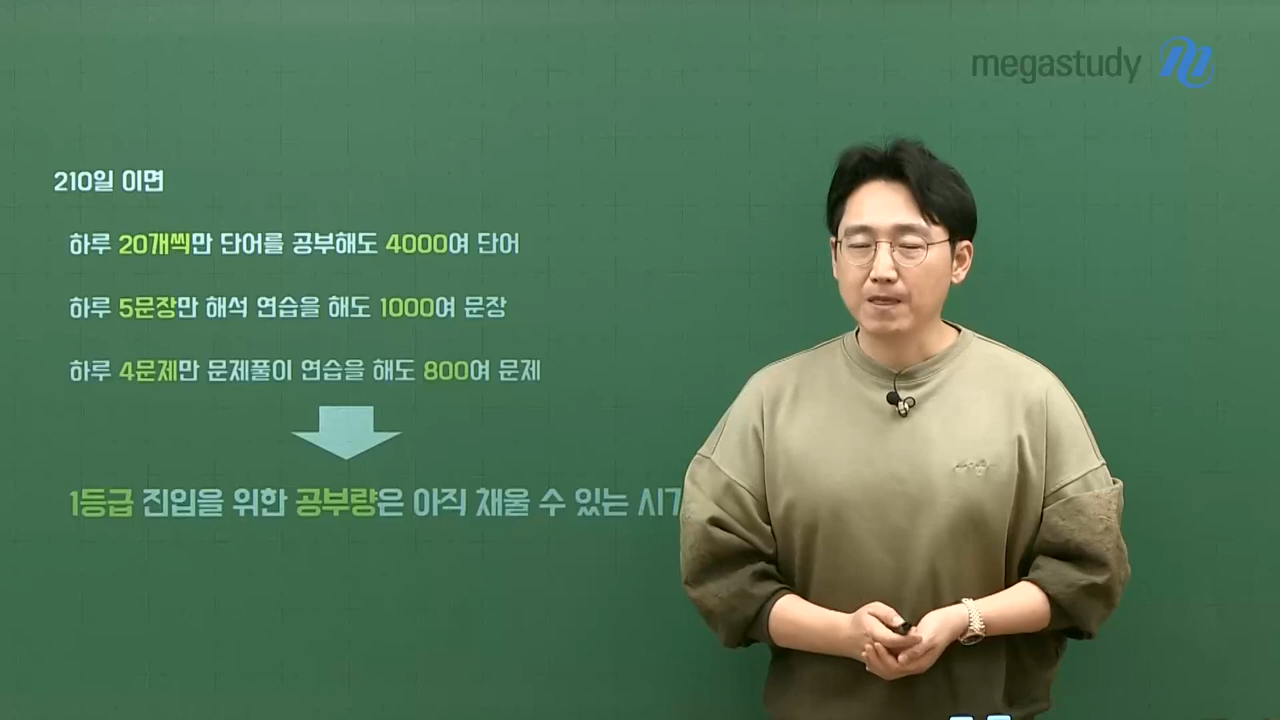 megastudy
210일 이면
하루 20개씩만 단어를 공부해도 4000여 단어
하루 5문장만 해석 연습을 해도 1000여 문장
하루 4문제만 문제풀이 연습을 해도 800여 문제
1등급 진입을 위한 공부량은 아직 채울 수 있는